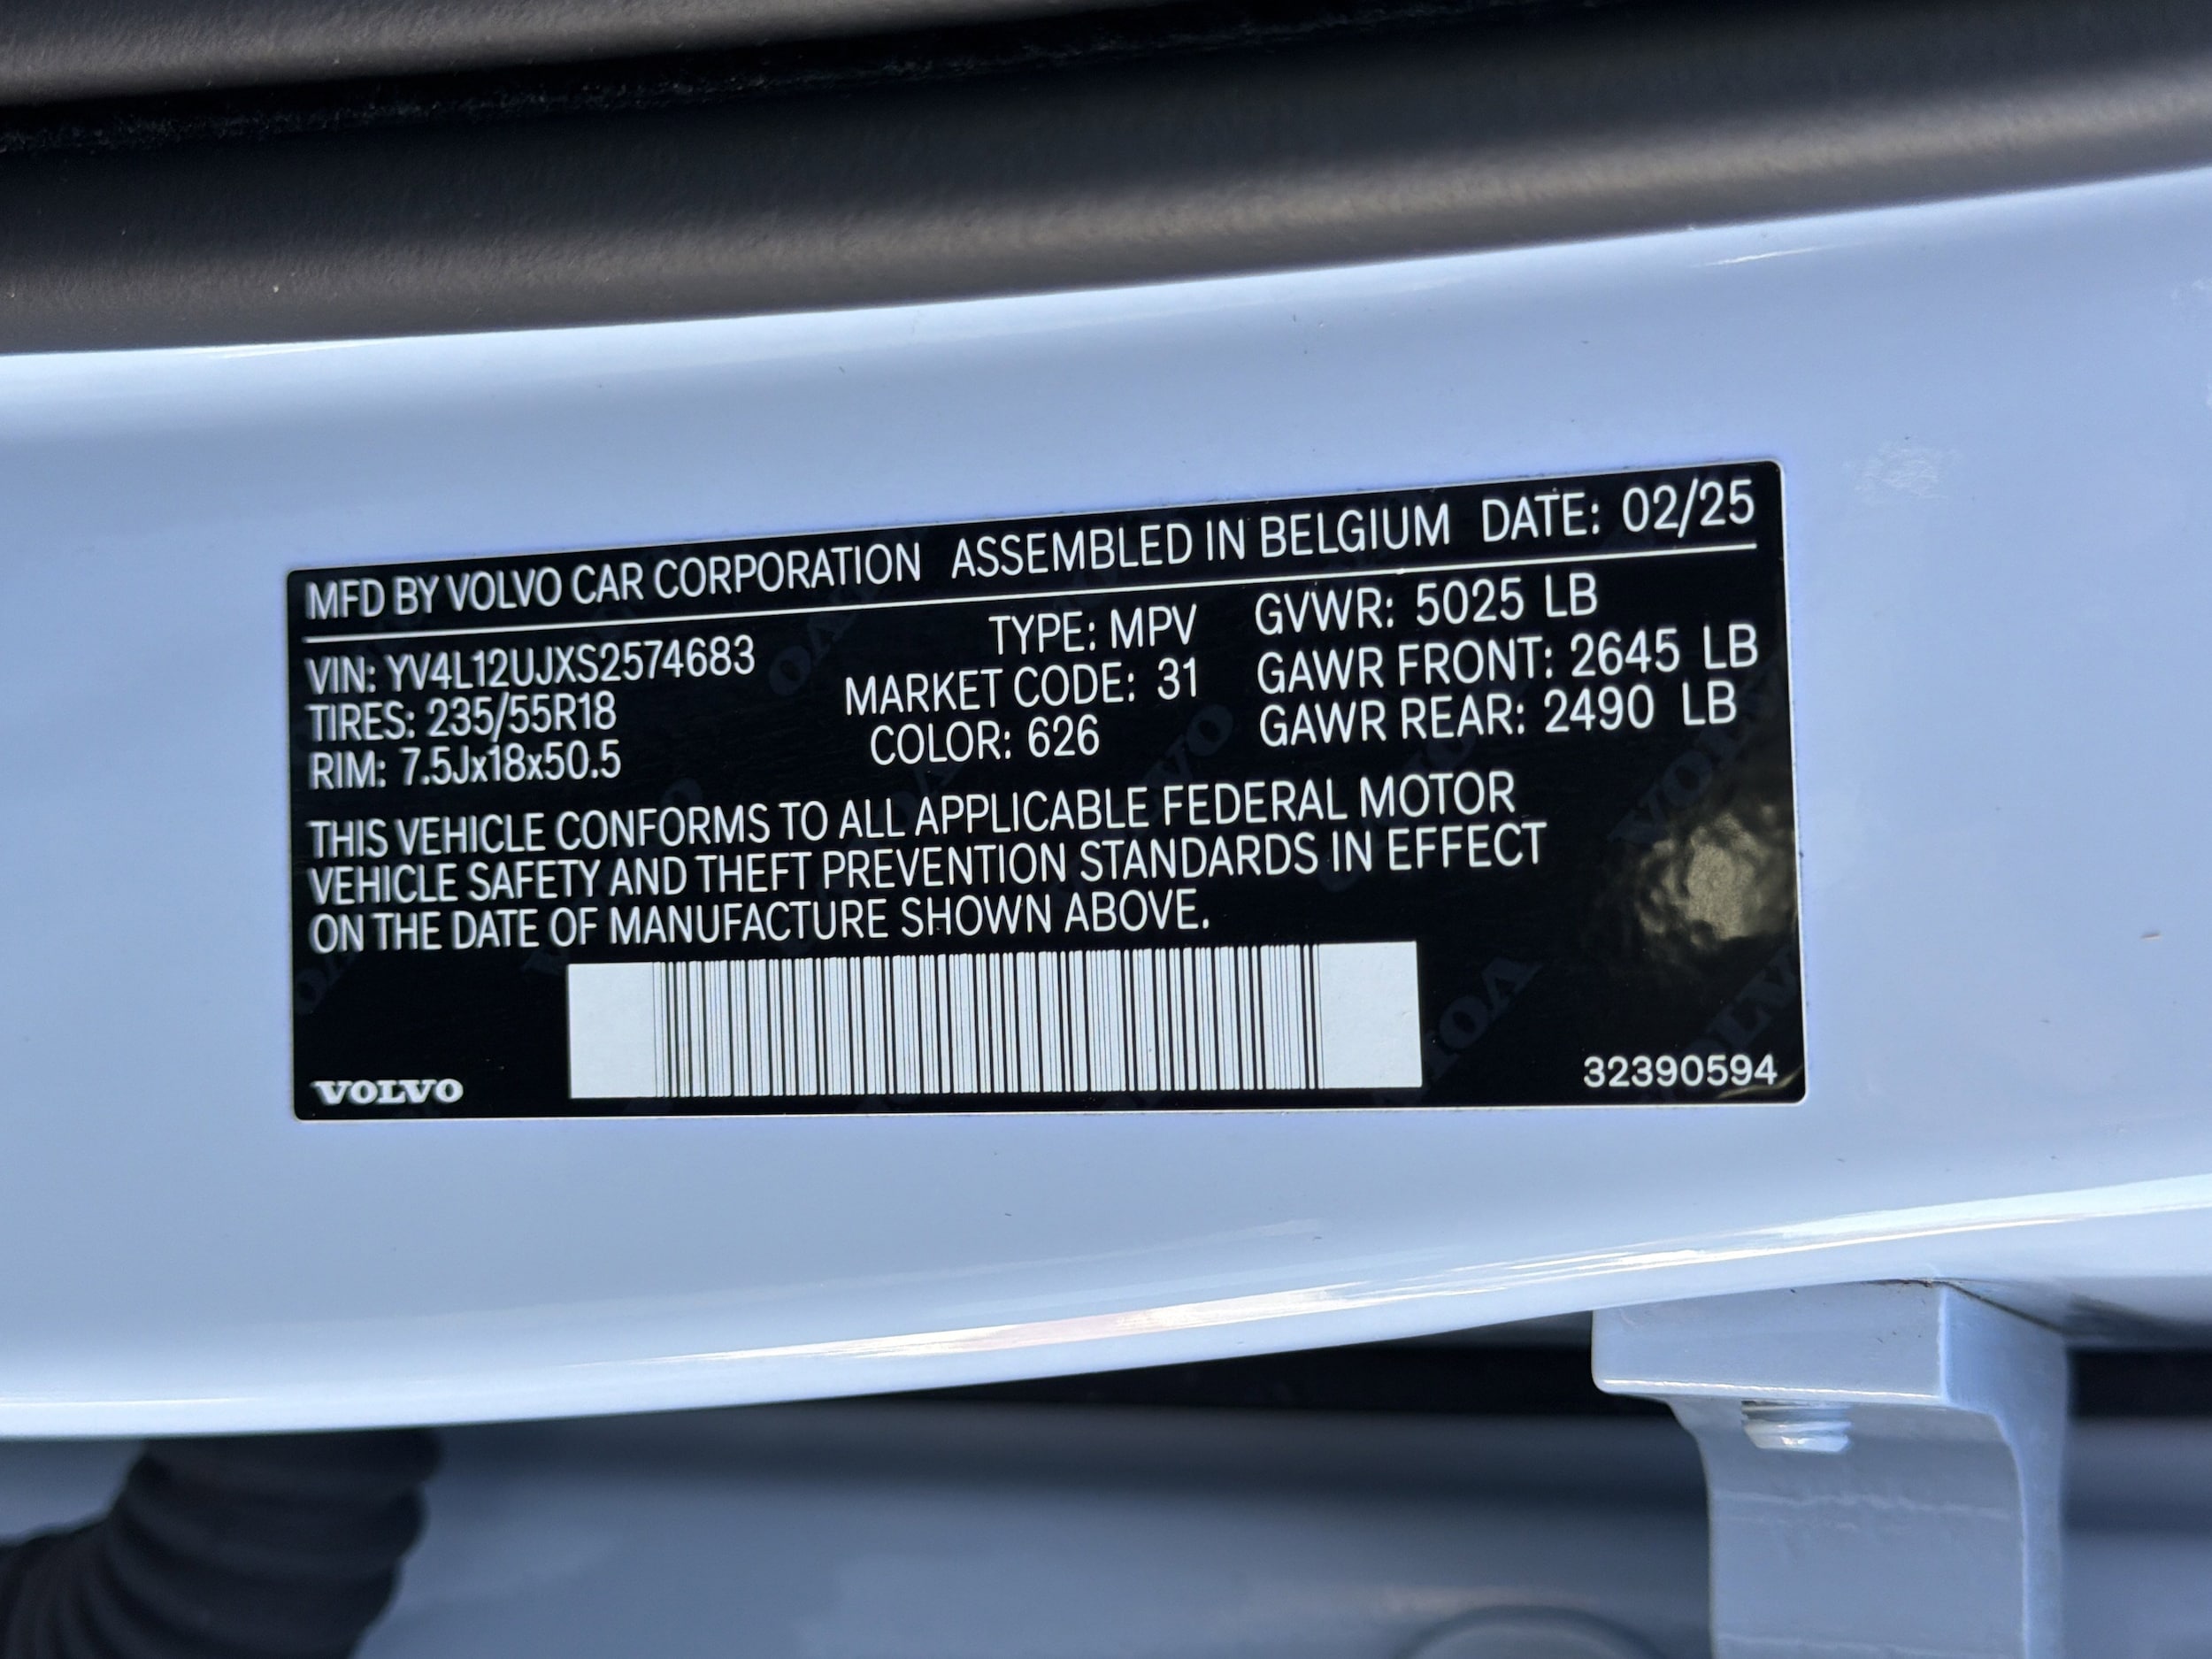 MFD BY VOLVO CAR CORPORATION ASSEMBLED IN BELGIUM DATE: 02/25
VIN: YV4L12UJXS2574683 TYPE: MPV GVWR: 5025 LB
TIRES: 235/55R18 MARKET CODE: 31 GAWR FRONT: 2645 LB
RIM: 7.5Jx18x50.5 COLOR: 626 GAWR REAR: 2490 LB
THIS VEHICLE CONFORMS TO ALL APPLICABLE FEDERAL MOTOR
VEHICLE SAFETY AND THEFT PREVENTION STANDARDS IN EFFECT
ON THE DATE OF MANUFACTURE SHOWN ABOVE.
VOLVO 32390594